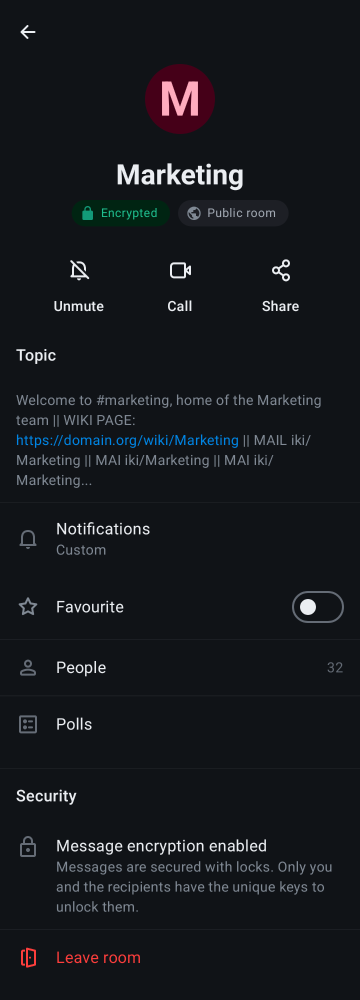 M
Marketing
Encrypted
Public room
Unmute
Call
Share
Topic
Welcome to #marketing, home of the Marketing
team || WIKI PAGE:
https://domain.org/wiki/Marketing || MAIL iki/
Marketing || MAI iki/Marketing || MAI iki/
Marketing...
Notifications
Custom
Favourite
People
32
Polls
Security
Message encryption enabled
Messages are secured with locks. Only you
and the recipients have the unique keys to
unlock them.
Leave room